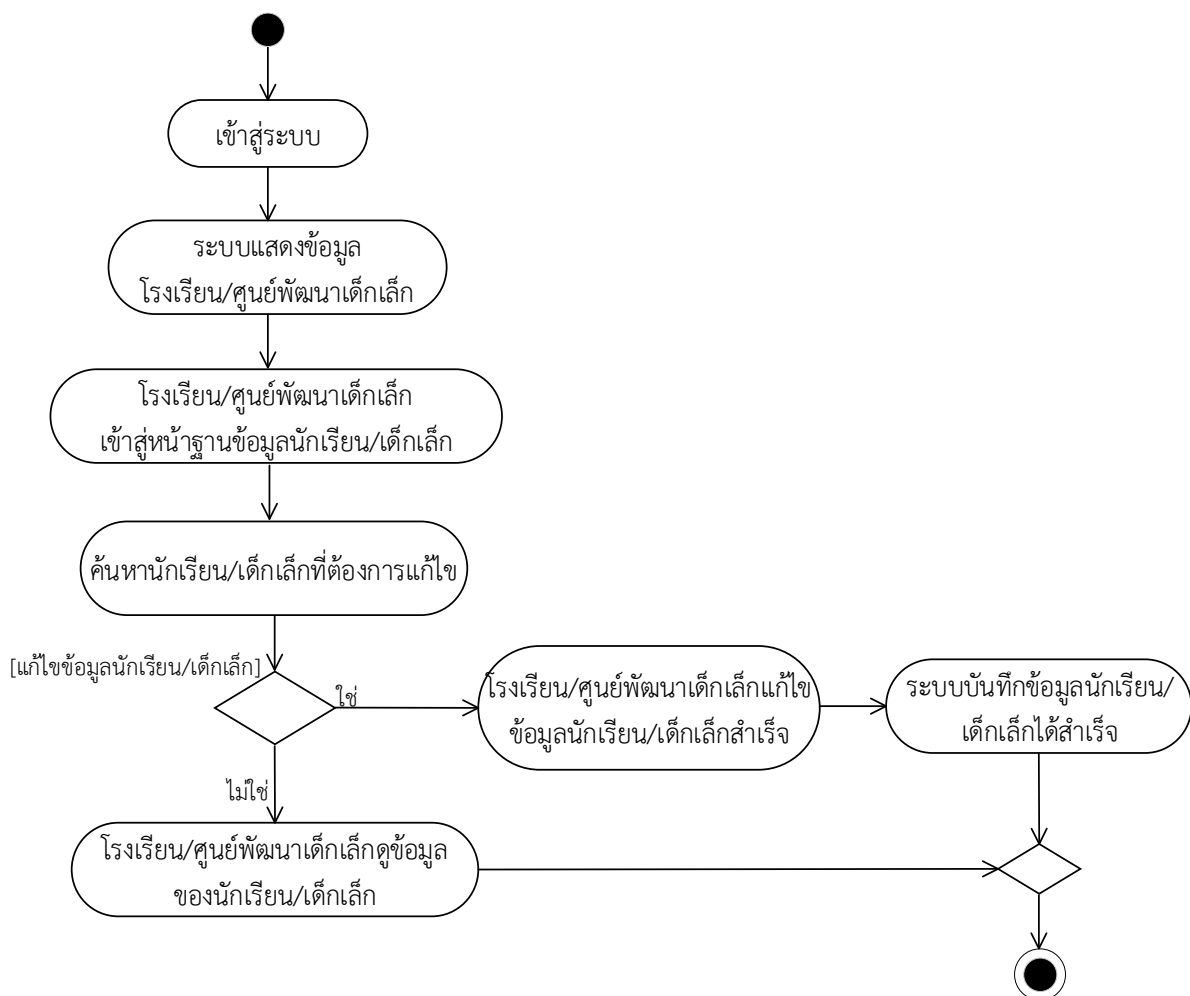 เข้าสู่ระบบ
ระบบแสดงข้อมูล
โรงเรียน/ศูนย์พัฒนาเด็กเล็ก
โรงเรียน/ศูนย์พัฒนาเด็กเล็ก
เข้าสู่หน้าฐานข้อมูลนักเรียน/เด็กเล็ก
ค้นหานักเรียน/เด็กเล็กที่ต้องการแก้ไข
[แก้ไขข้อมูลนักเรียน/เด็กเล็ก]
ใช่
โรงเรียน/ศูนย์พัฒนาเด็กเล็กแก้ไข
ข้อมูลนักเรียน/เด็กเล็กสำเร็จ
ระบบบันทึกข้อมูลนักเรียน/
เด็กเล็กได้สำเร็จ
ไม่ใช่
โรงเรียน/ศูนย์พัฒนาเด็กเล็กดูข้อมูล
ของนักเรียน/เด็กเล็ก